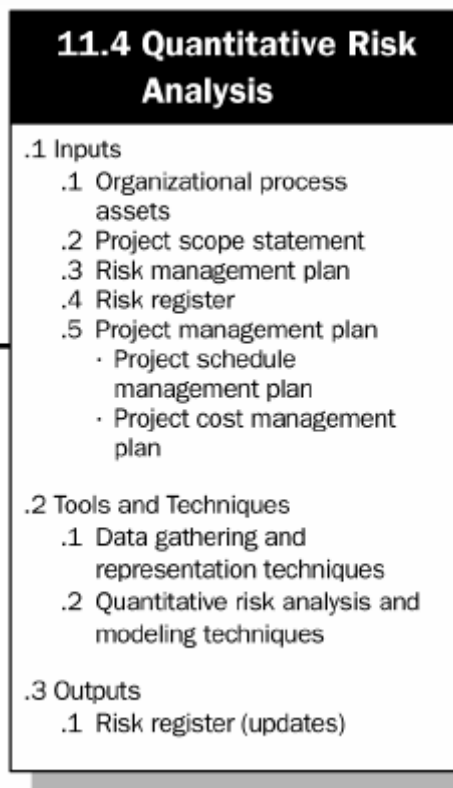 11.4 Quantitative Risk
Analysis
.1 Inputs
.1 Organizational process
assets
.2 Project scope statement
.3 Risk management plan
.4 Risk register
.5 Project management plan
· Project schedule
management plan
· Project cost management
plan
.2 Tools and Techniques
.1 Data gathering and
representation techniques
.2 Quantitative risk analysis and
modeling techniques
.3 Outputs
.1 Risk register (updates)